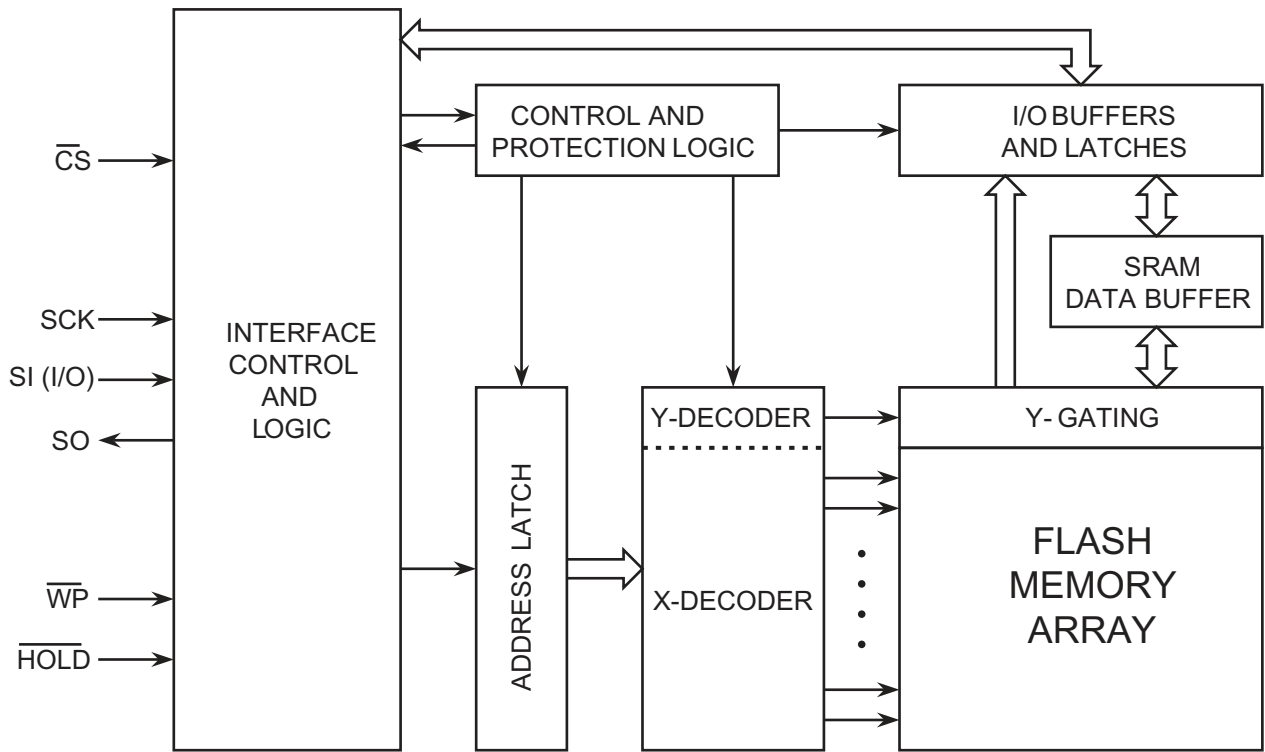 CS
SCK
SI (I/O)
SO
WP
HOLD
INTERFACE
CONTROL
AND
LOGIC
CONTROL AND
PROTECTION LOGIC
I/O BUFFERS
AND LATCHES
SRAM
DATA BUFFER
ADDRESS LATCH
Y-DECODER
X-DECODER
Y- GATING
FLASH
MEMORY
ARRAY